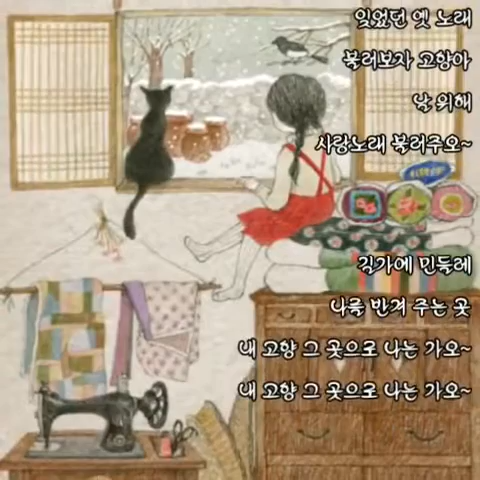 잊었던 옛 노래
불러보자 고향아
날 위해
사랑노래 불러주오~
길가에 민들레
나를 반겨 주는 곳
내 고향 그 곳으로 나는 가오~
내 고향 그 곳으로 나는 가오~